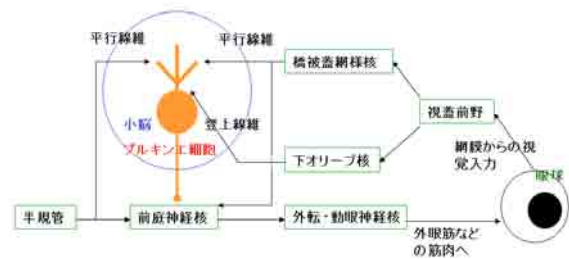 平行線維
平行線維
橋被蓋網様核
視蓋前野
小脳
登上線維
プルキンエ細胞
下オリーブ核
網膜からの視
覚入力
眼球
半規管
前庭神経核
外転・動眼神経核
外眼筋など
の筋肉へ